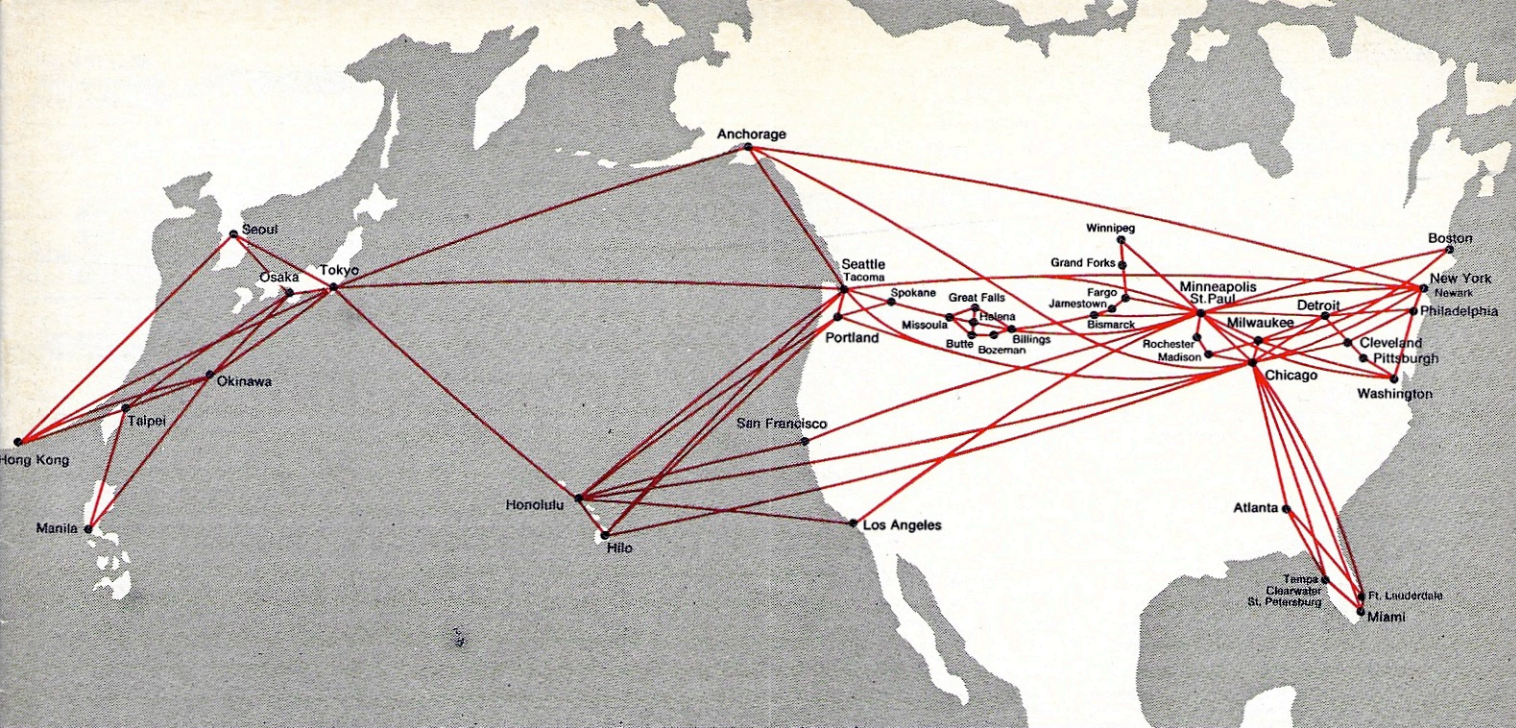 Anchorage
Seoul
Osaka
Tokyo
Okinawa
Taipei
Hong Kong
Manila
Honolulu
Hilo
Seattle
Tacoma
Spokane
Portland
Great Falls
Helena
Missoula
Butte
Bozeman
Billings
Winnipeg
Grand Forks
Fargo
Jamestown
Bismarck
Minneapolis
St. Paul
Rochester
Madison
Milwaukee
Chicago
Detroit
Boston
New York
Newark
Philadelphia
Cleveland
Pittsburgh
Washington
San Francisco
Los Angeles
Atlanta
Tampa
Clearwater
St. Petersburg
Ft. Lauderdale
Miami